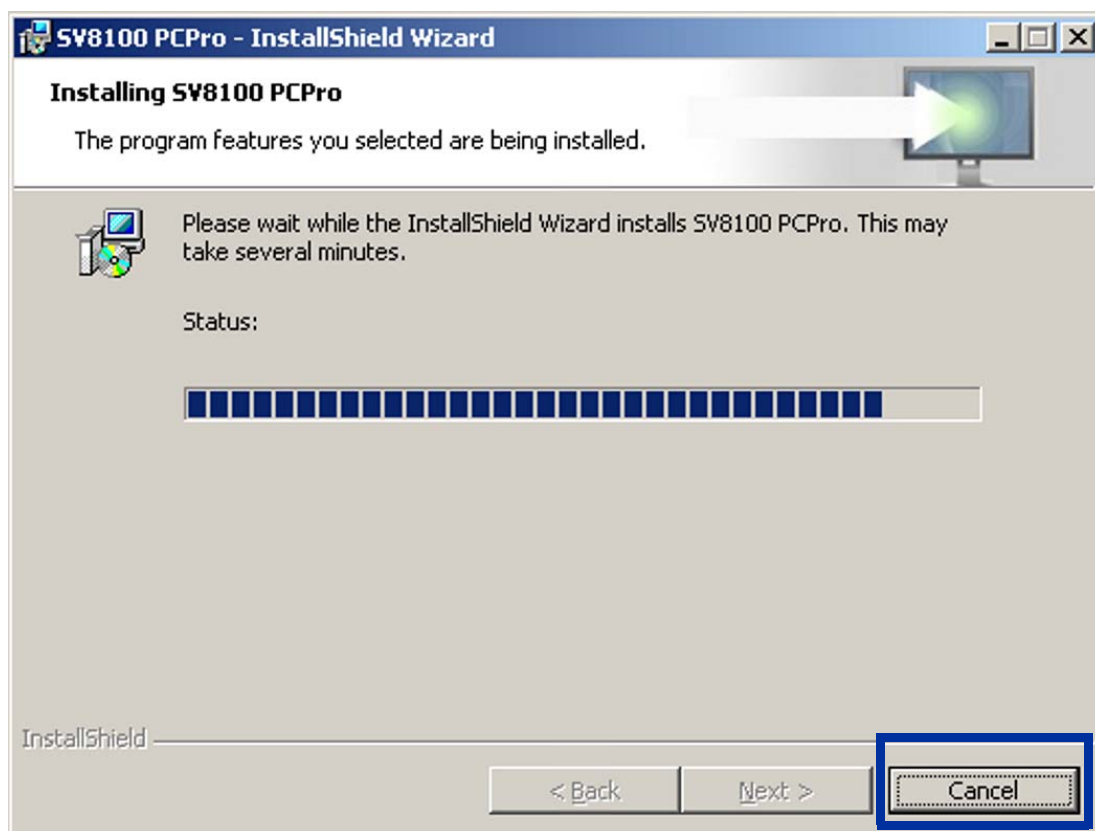 SV8100 PCPro - InstallShield Wizard
Installing SV8100 PCPro
The program features you selected are being installed.
Please wait while the InstallShield Wizard installs SV8100 PCPro. This may
take several minutes.
Status:
InstallShield
< Back
Next >
Cancel